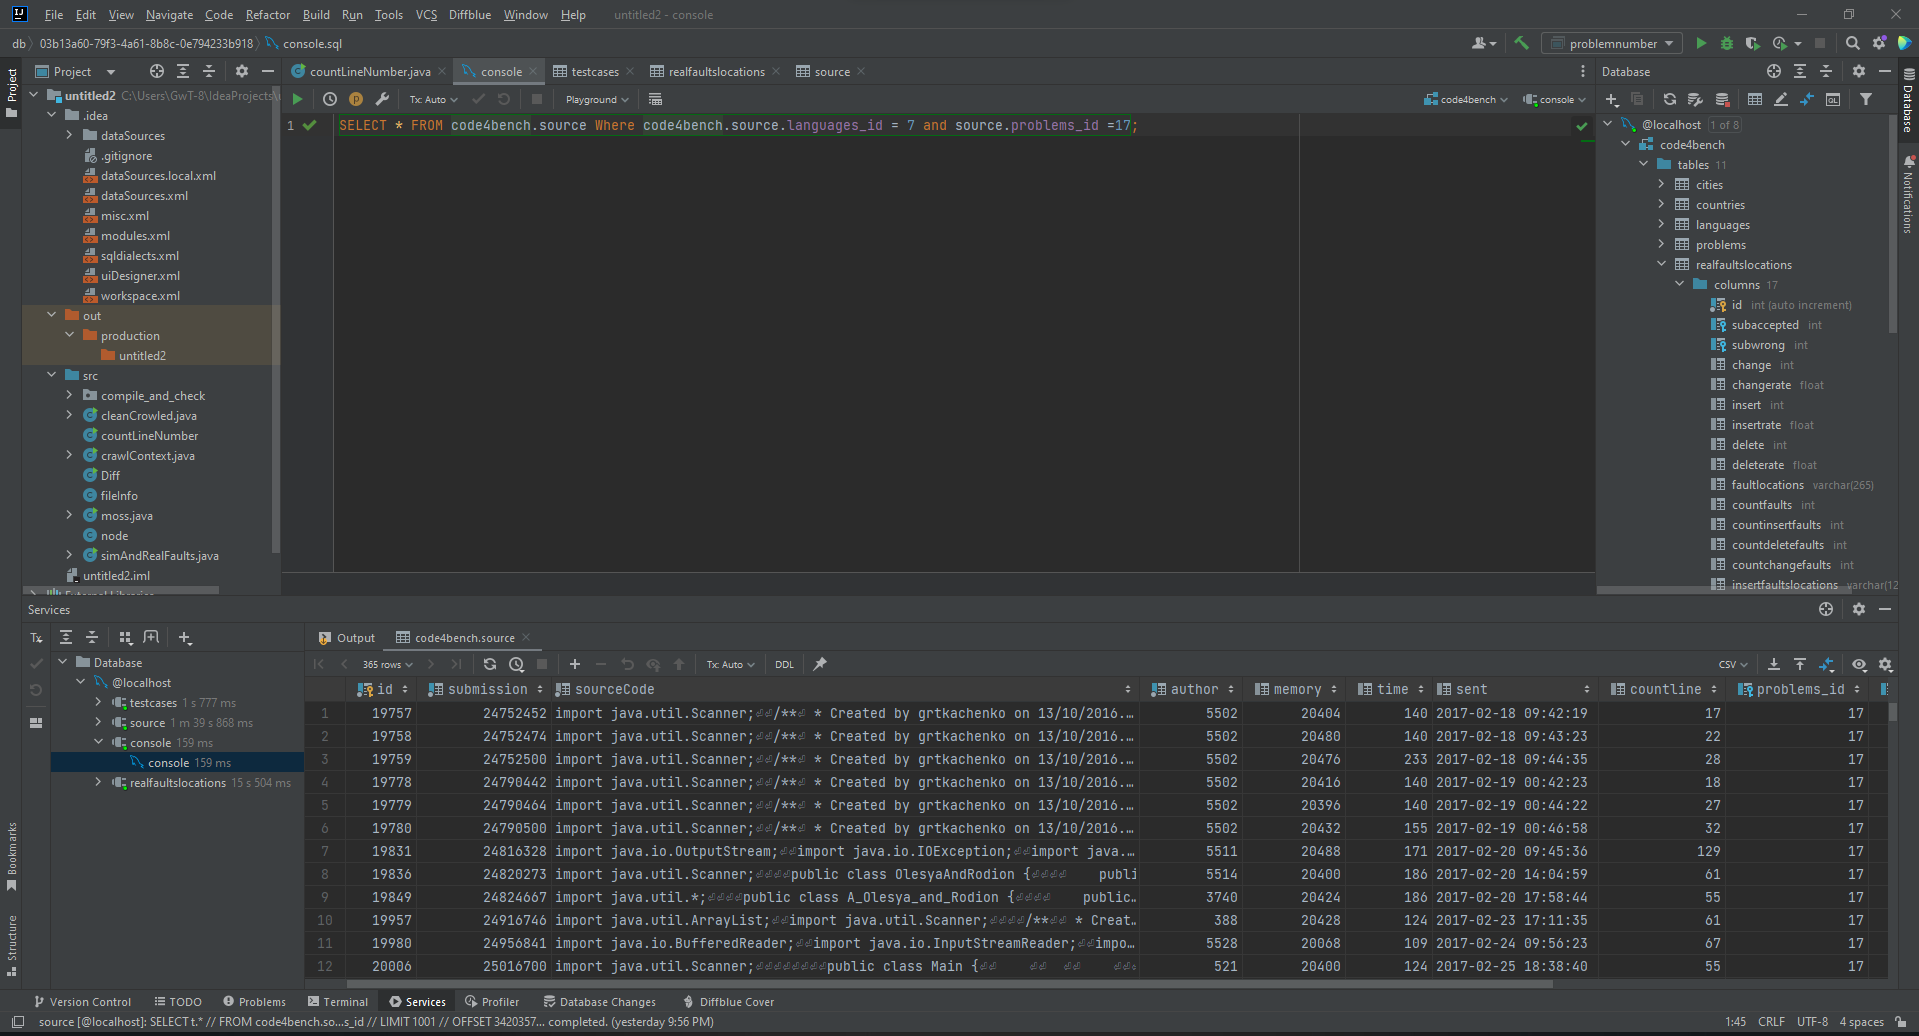 File Edit View Navigate Code Refactor Build Run Tools VCS Diffblue Window Help untitled2 - console
db 03b13a60-79f3-4a61-8b8c-0e794233b918 console.sql
problemnumber
Project
countLineNumber.java console testcases realfaultslocations source
Database
untitled2 C:\Users\GwT-8\IdeaProjects\
Tx: Auto Playground
code4bench console
1 SELECT * FROM code4bench.source Where code4bench.source.languages_id = 7 and source.problems_id =17;
.idea
dataSources
.gitignore
dataSources.local.xml
dataSources.xml
misc.xml
modules.xml
sqldialects.xml
uiDesigner.xml
workspace.xml
out
production
untitled2
src
compile_and_check
cleanCrowled.java
countLineNumber
crawlContext.java
Diff
fileInfo
moss.java
node
simAndRealFaults.java
untitled2.iml
External Libraries
@localhost 1 of 8
code4bench
tables 11
cities
countries
languages
problems
realfaultslocations
columns 17
id int (auto increment)
subaccepted int
subwrong int
change int
changerate float
insert int
insertrate float
delete int
deleterate float
faultlocations varchar(265)
countfaults int
countinsertfaults int
countdeletefaults int
countchangefaults int
insertfaultslocations varchar(12
Project
Bookmarks
Structure
Database
Notifications
Services
Tx
Database
@localhost
testcases 1 s 777 ms
source 1 m 39 s 868 ms
console 159 ms
console 159 ms
realfaultslocations 15 s 504 ms
Output code4bench.source
365 rows Tx: Auto DDL CSV
id submission sourceCode author memory time sent countline problems_id
1 19757 24752452 import java.util.Scanner;⏎⏎/**⏎ * Created by grtkachenko on 13/10/2016.… 5502 20404 140 2017-02-18 09:42:19 17 17
2 19758 24752474 import java.util.Scanner;⏎⏎/**⏎ * Created by grtkachenko on 13/10/2016.… 5502 20480 140 2017-02-18 09:43:23 22 17
3 19759 24752500 import java.util.Scanner;⏎⏎/**⏎ * Created by grtkachenko on 13/10/2016.… 5502 20476 233 2017-02-18 09:44:35 28 17
4 19778 24790442 import java.util.Scanner;⏎⏎/**⏎ * Created by grtkachenko on 13/10/2016.… 5502 20416 140 2017-02-19 00:42:23 18 17
5 19779 24790464 import java.util.Scanner;⏎⏎/**⏎ * Created by grtkachenko on 13/10/2016.… 5502 20396 140 2017-02-19 00:44:22 27 17
6 19780 24790500 import java.util.Scanner;⏎⏎/**⏎ * Created by grtkachenko on 13/10/2016.… 5502 20432 155 2017-02-19 00:46:58 32 17
7 19831 24816328 import java.io.OutputStream;⏎⏎import java.io.IOException;⏎⏎import java.… 5511 20488 171 2017-02-20 09:45:36 129 17
8 19836 24820273 import java.util.Scanner;⏎⏎⏎⏎public class OlesyaAndRodion {⏎⏎⏎⏎ publi 5514 20400 186 2017-02-20 14:04:59 61 17
9 19849 24824667 import java.util.*;⏎⏎⏎⏎public class A_Olesya_and_Rodion {⏎⏎⏎⏎ public… 3740 20424 186 2017-02-20 17:58:44 55 17
10 19957 24916746 import java.util.ArrayList;⏎⏎import java.util.Scanner;⏎⏎⏎⏎/**⏎⏎ * Creat… 388 20428 124 2017-02-23 17:11:35 61 17
11 19980 24956841 import java.io.BufferedReader;⏎⏎import java.io.InputStreamReader;⏎⏎impo… 5528 20068 109 2017-02-24 09:56:23 67 17
12 20006 25016700 import java.util.Scanner;⏎⏎⏎⏎⏎⏎⏎⏎public class Main {⏎⏎ ⏎⏎ ⏎⏎ ⏎⏎ 521 20400 124 2017-02-25 18:38:40 55 17
Version Control TODO Problems Terminal Services Profiler Database Changes Diffblue Cover
source [@localhost]: SELECT t.* // FROM code4bench.so...s_id // LIMIT 1001 // OFFSET 3420357... completed. (yesterday 9:56 PM) 1:45 CRLF UTF-8 4 spaces